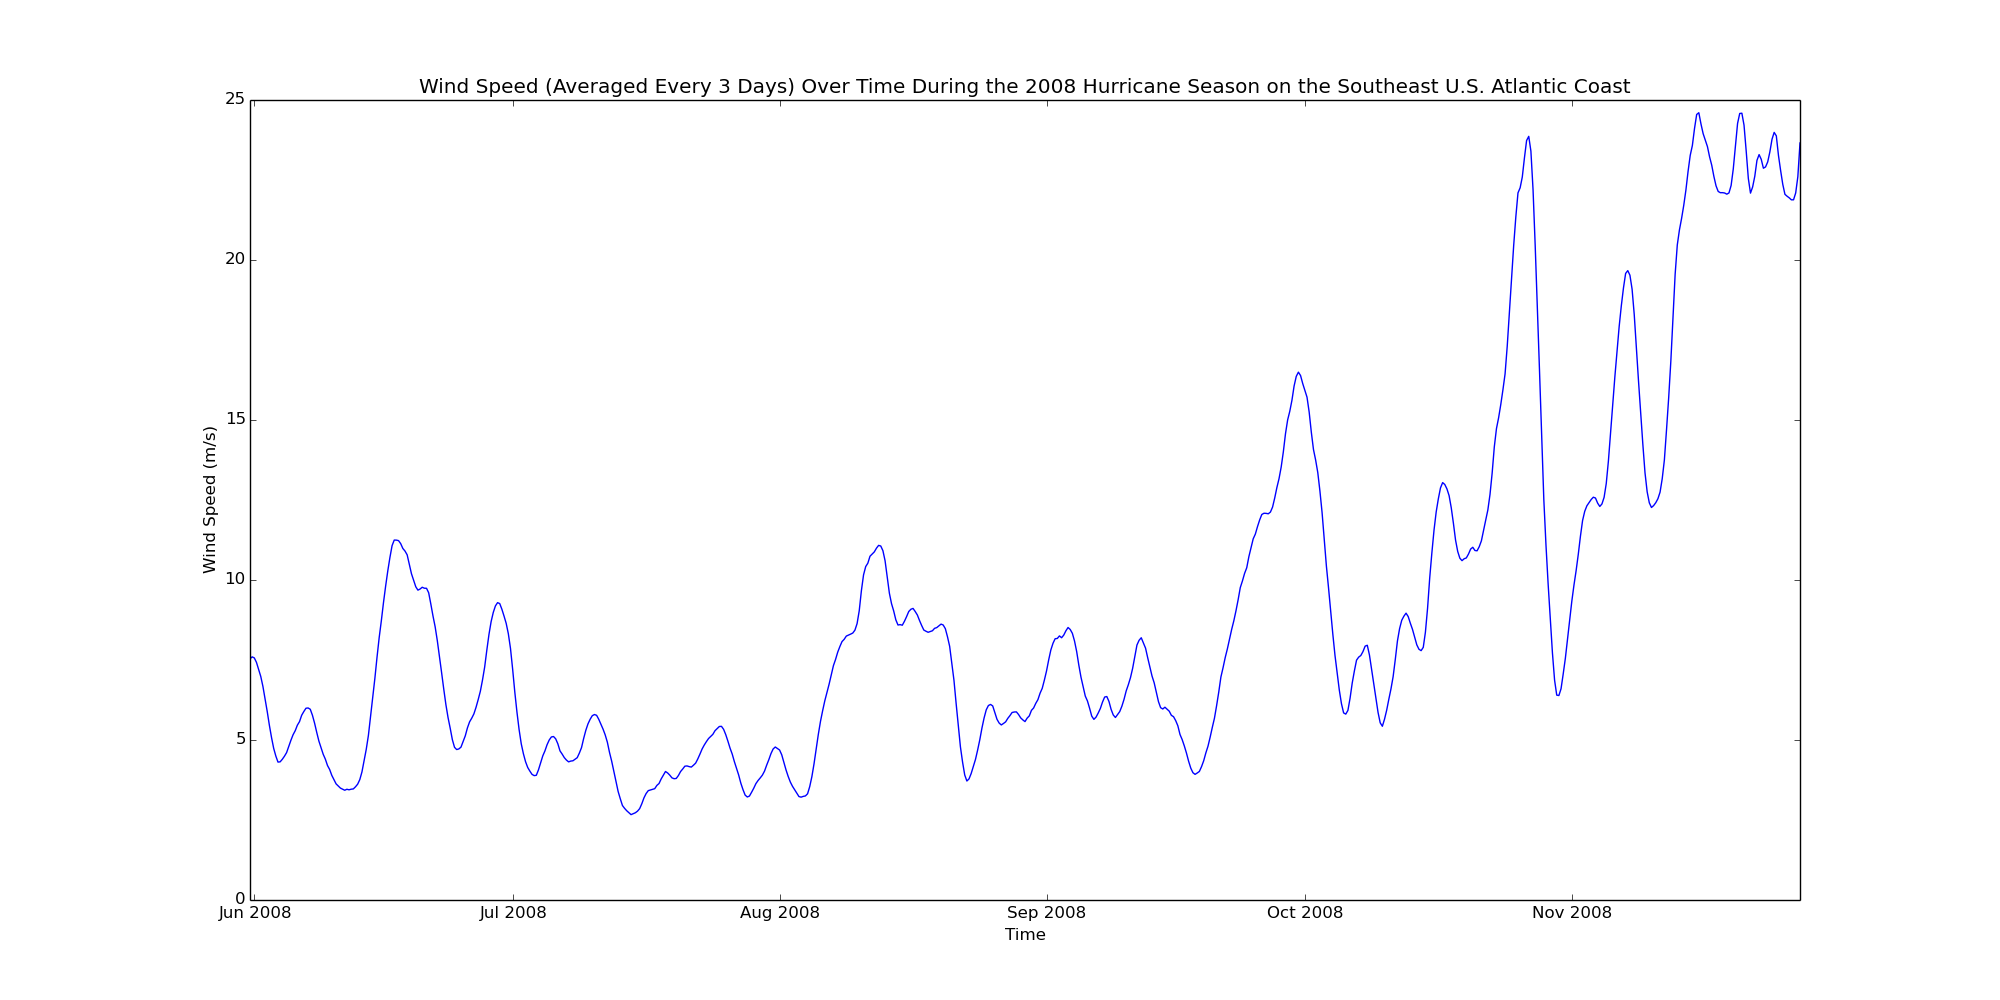 Wind Speed (Averaged Every 3 Days) Over Time During the 2008 Hurricane Season on the Southeast U.S. Atlantic Coast
25
20
15
10
5
0
Wind Speed (m/s)
Jun 2008 Jul 2008 Aug 2008 Sep 2008 Oct 2008 Nov 2008
Time